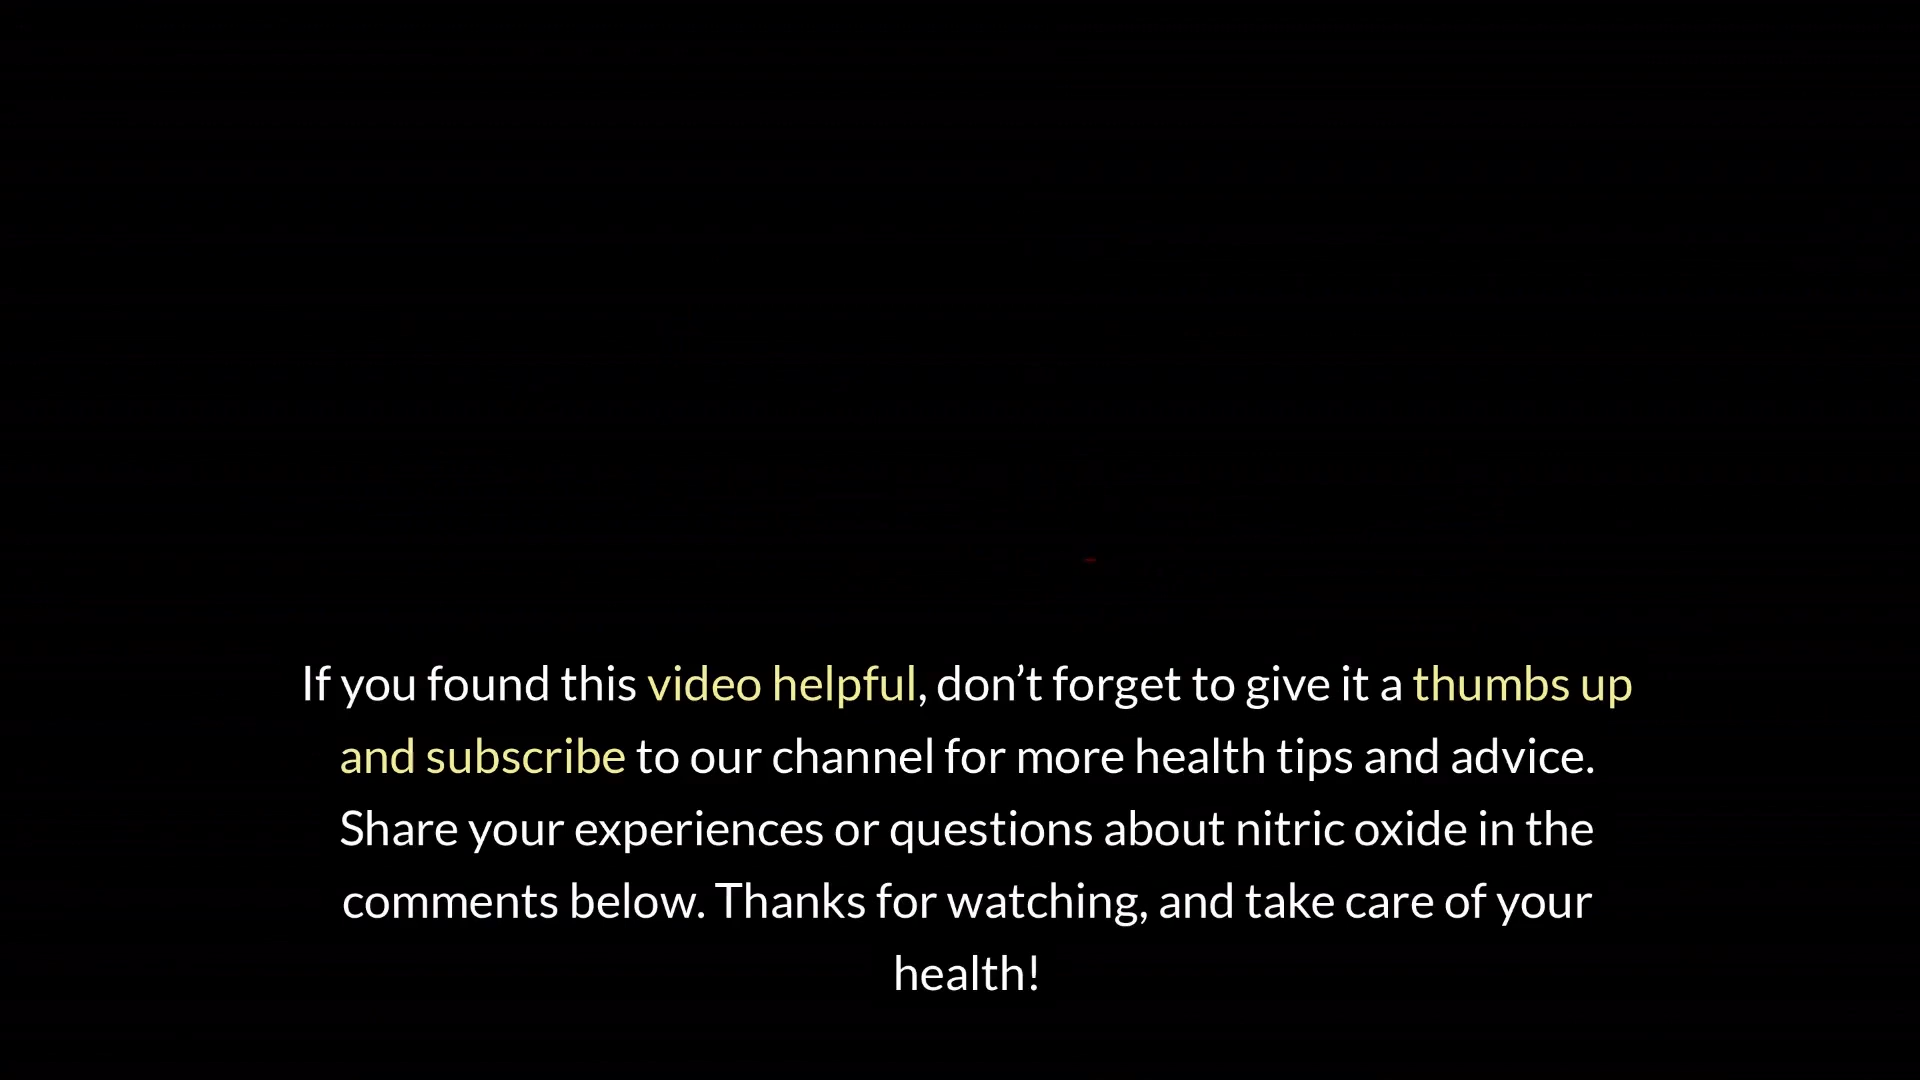 If you found this video helpful, don’t forget to give it a thumbs up
and subscribe to our channel for more health tips and advice.
Share your experiences or questions about nitric oxide in the
comments below. Thanks for watching, and take care of your
health!